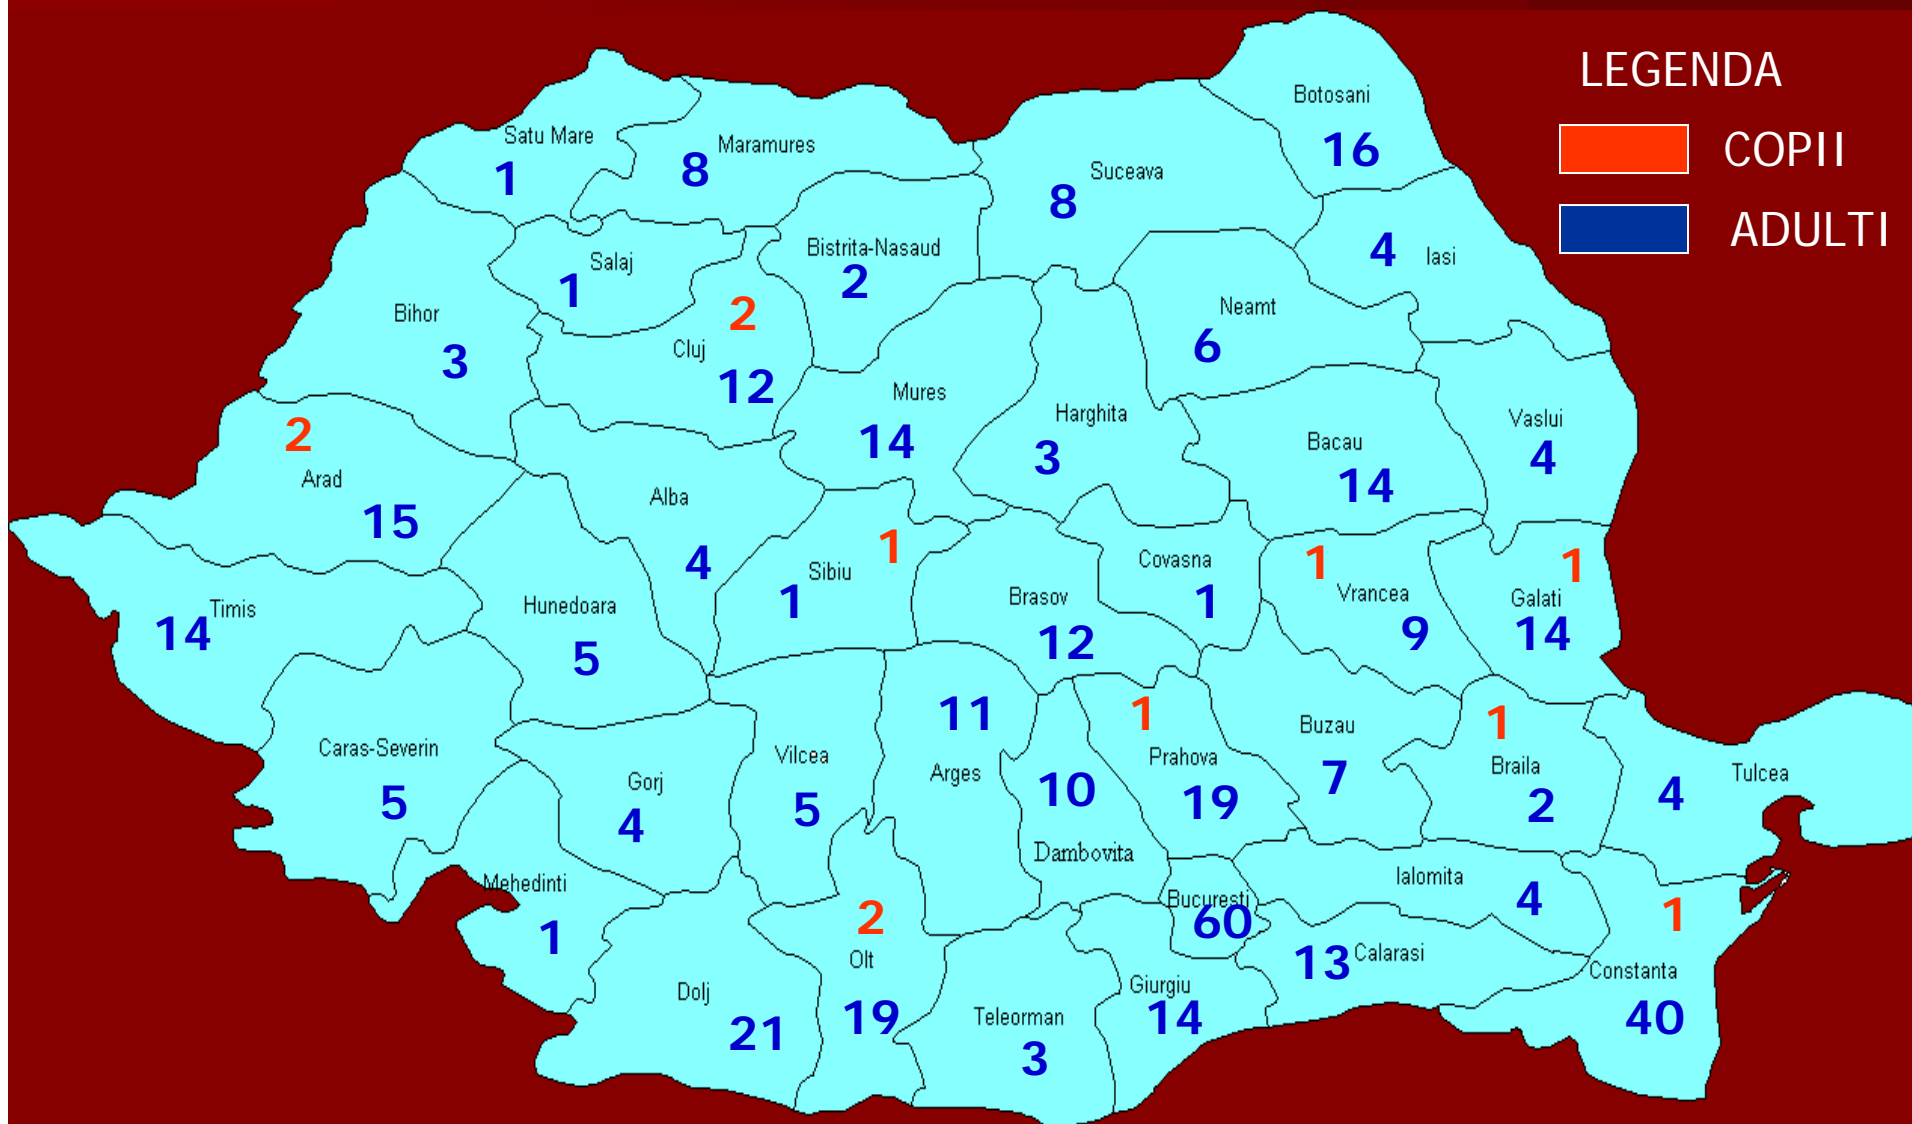 LEGENDA
COPII
ADULTI
Botosani
16
Satu Mare
1
Maramures
8
Suceava
8
Iasi
4
Bistrita-Nasaud
2
Salaj
1
Bihor
3
2
Cluj
12
Neamt
6
Mures
14
Harghita
3
Bacau
14
Vaslui
4
2
Arad
15
Alba
4
1
Sibiu
1
Covasna
1
1
Vrancea
9
1
Galati
14
Timis
14
Hunedoara
5
Brasov
12
Caras-Severin
5
Gorj
4
Vilcea
5
11
Arges
10
Dambovita
1
Prahova
19
Buzau
7
1
Braila
2
Tulcea
4
Mehedinti
1
Bucuresti
60
Ialomita
4
2
Olt
19
Dolj
21
Teleorman
3
Giurgiu
14
Calarasi
13
1
Constanta
40